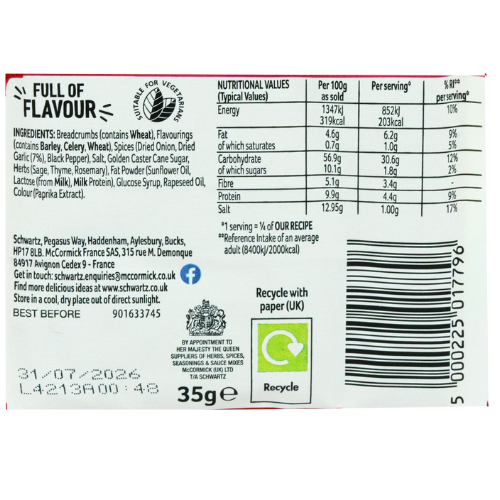 FULL OF
FLAVOUR
SUITABLE FOR VEGETARIANS
INGREDIENTS: Breadcrumbs (contains Wheat), Flavourings
(contains Barley, Celery, Wheat), Spices (Dried Onion, Dried
Garlic (7%), Black Pepper), Salt, Golden Caster Cane Sugar,
Herbs (Sage, Thyme, Rosemary), Fat Powder (Sunflower Oil,
Lactose (from Milk), Milk Protein), Glucose Syrup, Rapeseed Oil,
Colour (Paprika Extract).
NUTRITIONAL VALUES Per 100g Per serving* % RI**
(Typical Values) as sold per serving*
Energy 1347kJ 852kJ 10%
319kcal 203kcal
Fat 4.6g 6.2g 9%
of which saturates 0.7g 1.0g 5%
Carbohydrate 56.9g 30.6g 12%
of which sugars 10.1g 1.8g 2%
Fibre 5.1g 3.4g -
Protein 9.9g 4.4g 9%
Salt 12.95g 1.00g 17%
*1 serving = ⅙ of OUR RECIPE
**Reference Intake of an average
adult (8400kJ/2000kcal)
Schwartz, Pegasus Way, Haddenham, Aylesbury, Bucks,
HP17 8LB. McCormick France SAS, 315 rue M. Demonque
84917 Avignon Cedex 9 - France
Get in touch: schwartz.enquiries@mccormick.co.uk
Find more delicious ideas at www.schwartz.co.uk
Store in a cool, dry place out of direct sunlight.
BEST BEFORE 901633745
31/07/2026
L4213A00:48
BY APPOINTMENT TO
HER MAJESTY THE QUEEN
SUPPLIERS OF HERBS, SPICES,
SEASONINGS & SAUCE MIXES
McCORMICK (UK) LTD
T/A SCHWARTZ
35g e
Recycle with
paper (UK)
Recycle
5 000225 017796